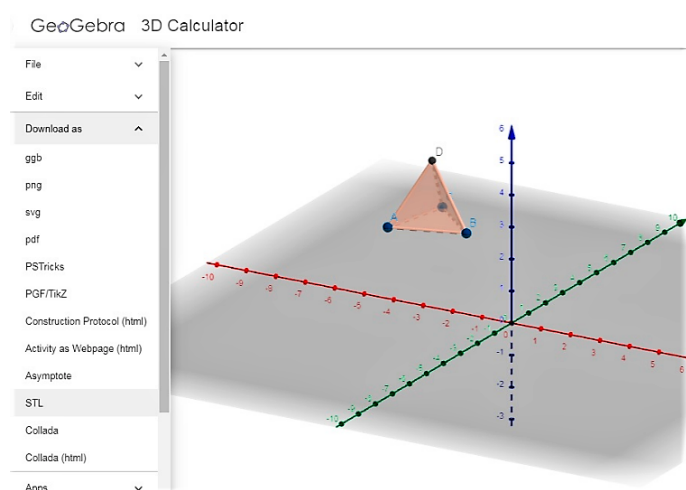 GeoGebra 3D Calculator
File
Edit
Download as
ggb
png
svg
pdf
PSTricks
PGF/TikZ
Construction Protocol (html)
Activity as Webpage (html)
Asymptote
STL
Collada
Collada (html)
Apps
D
A
B
6
5
4
3
2
1
0
-1
-2
-3
-10 -9 -8 -7 -6 -5 -4 -3 -2 -1 0 1 2 3 4 5 6
10
-10